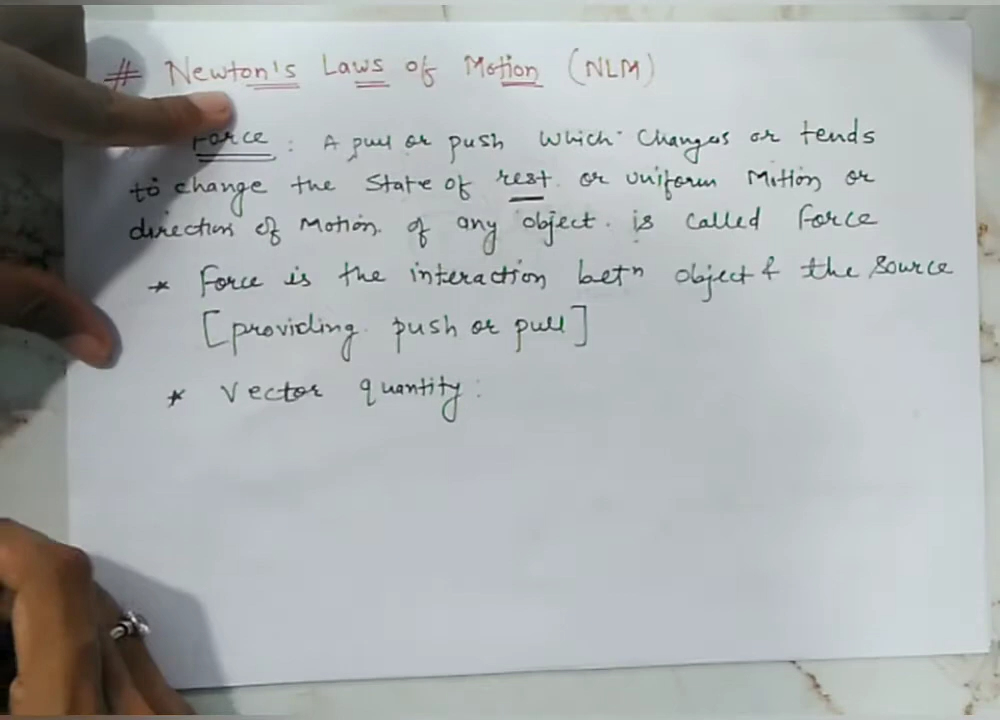 # Newton's Laws of Motion (NLM)
Force : A pull or push which changes or tends
to change the state of rest or uniform Motion or
direction of Motion of any object is called force
* Force is the interaction betn object & the source
[providing push or pull]
* Vector quantity :